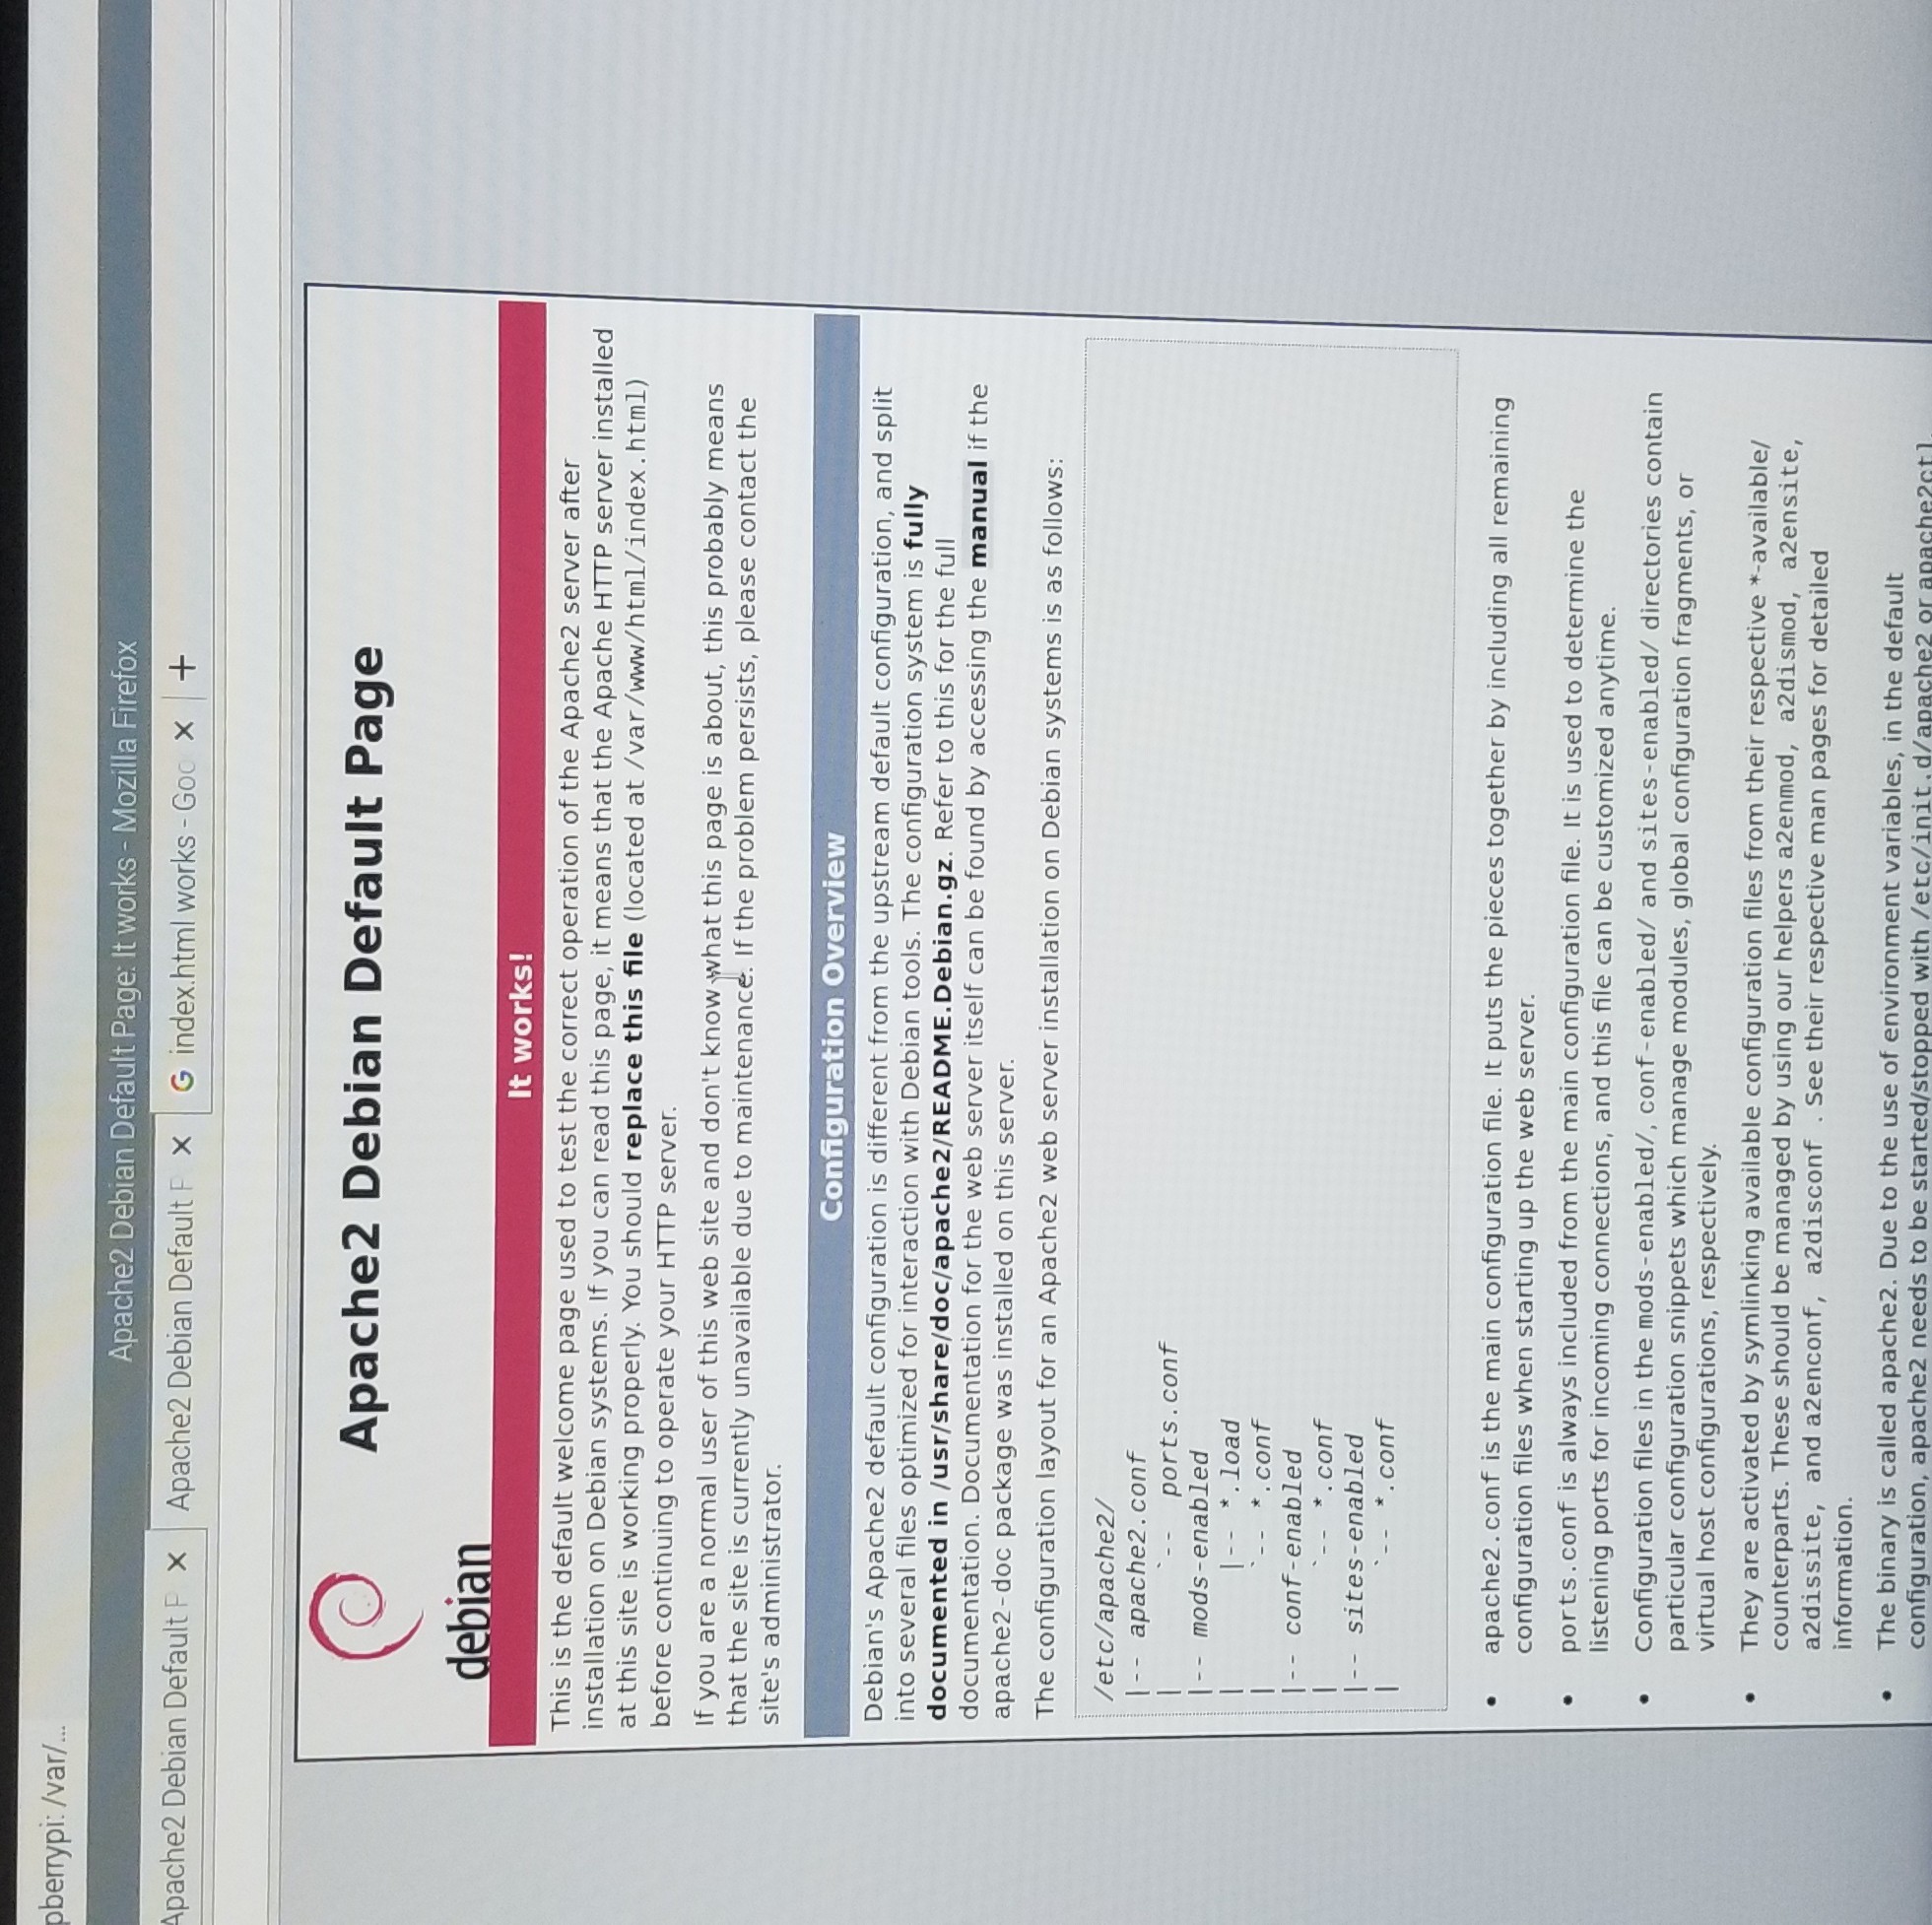 pberrypi: /var/...
Apache2 Debian Default Page: It works - Mozilla Firefox
Apache2 Debian Default P
Apache2 Debian Default P
G index.html works - Goo
Apache2 Debian Default Page
debian
It works!
This is the default welcome page used to test the correct operation of the Apache2 server after
installation on Debian systems. If you can read this page, it means that the Apache HTTP server installed
at this site is working properly. You should replace this file (located at /var/www/html/index.html)
before continuing to operate your HTTP server.
If you are a normal user of this web site and don't know what this page is about, this probably means
that the site is currently unavailable due to maintenance. If the problem persists, please contact the
site's administrator.
Configuration Overview
Debian's Apache2 default configuration is different from the upstream default configuration, and split
into several files optimized for interaction with Debian tools. The configuration system is fully
documented in /usr/share/doc/apache2/README.Debian.gz. Refer to this for the full
documentation. Documentation for the web server itself can be found by accessing the manual if the
apache2-doc package was installed on this server.
The configuration layout for an Apache2 web server installation on Debian systems is as follows:
/etc/apache2/
|-- apache2.conf
|       `--  ports.conf
|-- mods-enabled
|       |-- *.load
|       `-- *.conf
|-- conf-enabled
|       `-- *.conf
|-- sites-enabled
|       `-- *.conf
• apache2.conf is the main configuration file. It puts the pieces together by including all remaining
configuration files when starting up the web server.
• ports.conf is always included from the main configuration file. It is used to determine the
listening ports for incoming connections, and this file can be customized anytime.
• Configuration files in the mods-enabled/, conf-enabled/ and sites-enabled/ directories contain
particular configuration snippets which manage modules, global configuration fragments, or
virtual host configurations, respectively.
• They are activated by symlinking available configuration files from their respective *-available/
counterparts. These should be managed by using our helpers a2enmod, a2dismod, a2ensite,
a2dissite, and a2enconf, a2disconf . See their respective man pages for detailed
information.
• The binary is called apache2. Due to the use of environment variables, in the default
configuration, apache2 needs to be started/stopped with /etc/init.d/apache2 or apache2ctl.